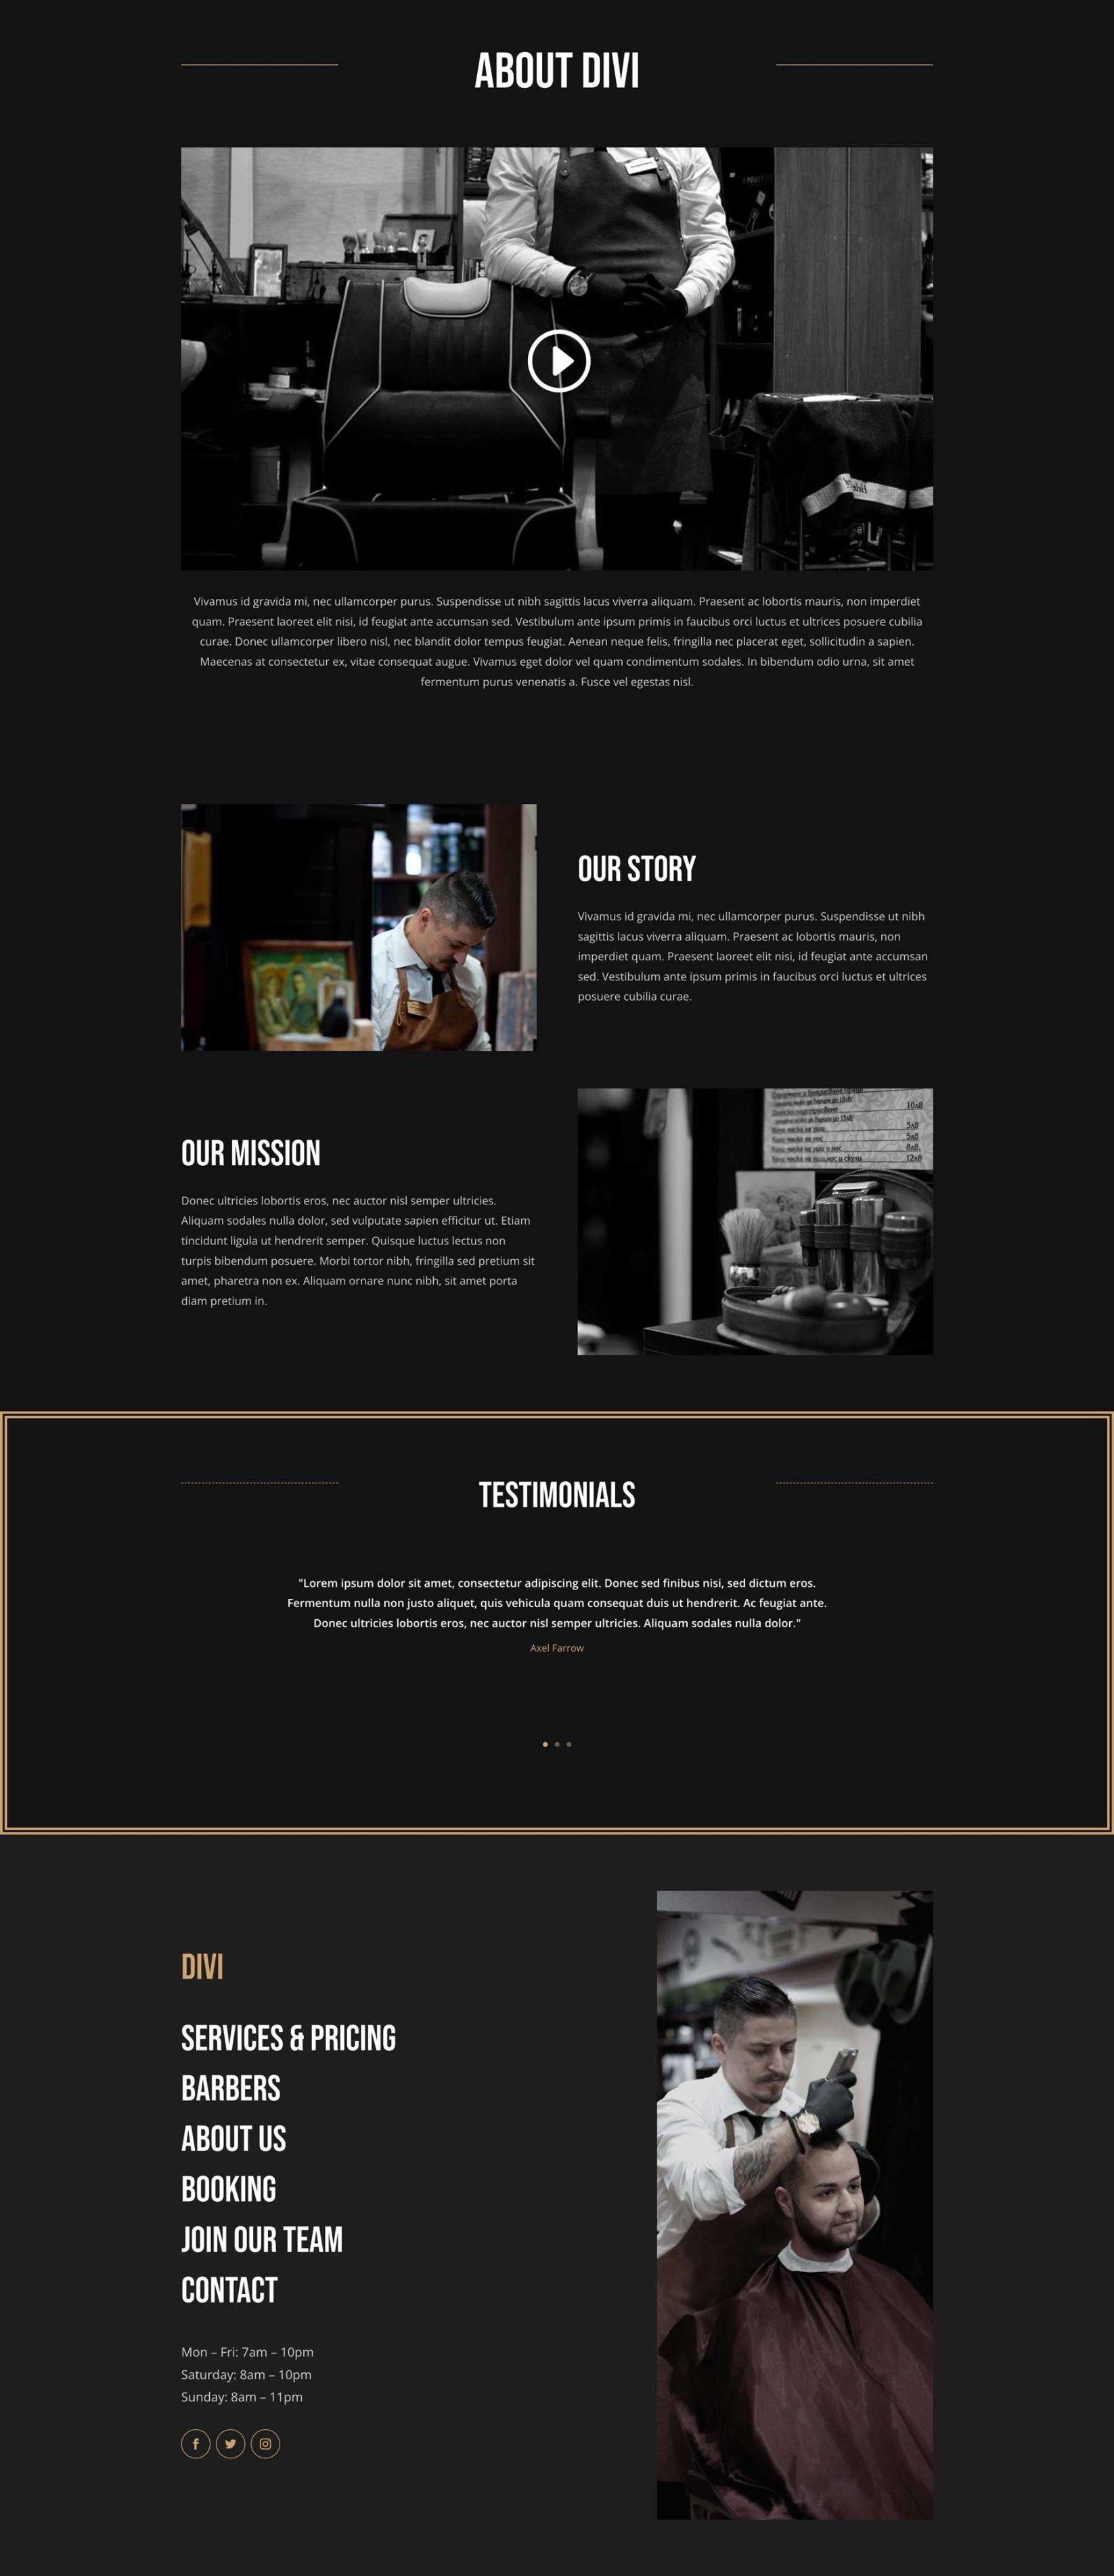 ABOUT DIVI
Vivamus id gravida mi, nec ullamcorper purus. Suspendisse ut nibh sagittis lacus viverra aliquam. Praesent ac lobortis mauris, non imperdiet
quam. Praesent laoreet elit nisi, id feugiat ante accumsan sed. Vestibulum ante ipsum primis in faucibus orci luctus et ultrices posuere cubilia
curae. Donec ullamcorper libero nisl, nec blandit dolor tempus feugiat. Aenean neque felis, fringilla nec placerat eget, sollicitudin a sapien.
Maecenas at consectetur ex, vitae consequat augue. Vivamus eget dolor vel quam condimentum sodales. In bibendum odio urna, sit amet
fermentum purus venenatis a. Fusce vel egestas nisl.
OUR STORY
Vivamus id gravida mi, nec ullamcorper purus. Suspendisse ut nibh
sagittis lacus viverra aliquam. Praesent ac lobortis mauris, non
imperdiet quam. Praesent laoreet elit nisi, id feugiat ante accumsan
sed. Vestibulum ante ipsum primis in faucibus orci luctus et ultrices
posuere cubilia curae.
OUR MISSION
Donec ultricies lobortis eros, nec auctor nisl semper ultricies.
Aliquam sodales nulla dolor, sed vulputate sapien efficitur ut. Etiam
tincidunt ligula ut hendrerit semper. Quisque luctus lectus non
turpis bibendum posuere. Morbi tortor nibh, fringilla sed pretium sit
amet, pharetra non ex. Aliquam ornare nunc nibh, sit amet porta
diam pretium in.
10лв
5лв
5лв
8лв.
12лв
TESTIMONIALS
"Lorem ipsum dolor sit amet, consectetur adipiscing elit. Donec sed finibus nisi, sed dictum eros.
Fermentum nulla non justo aliquet, quis vehicula quam consequat duis ut hendrerit. Ac feugiat ante.
Donec ultricies lobortis eros, nec auctor nisl semper ultricies. Aliquam sodales nulla dolor."
Axel Farrow
DIVI
SERVICES & PRICING
BARBERS
ABOUT US
BOOKING
JOIN OUR TEAM
CONTACT
Mon – Fri: 7am – 10pm
Saturday: 8am – 10pm
Sunday: 8am – 11pm